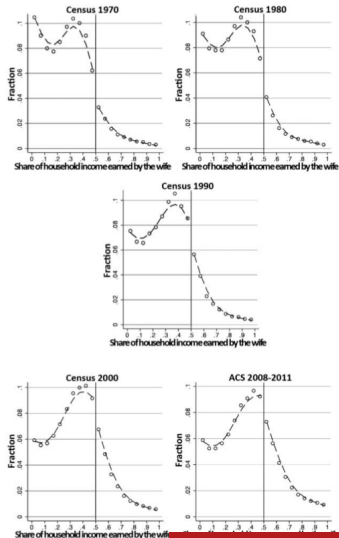 Census 1970
Fraction
0 .02 .04 .06 .08 .1
0 .1 .2 .3 .4 .5 .6 .7 .8 .9 1
Share of household income earned by the wife
Census 1980
Fraction
0 .02 .04 .06 .08 .1
0 .1 .2 .3 .4 .5 .6 .7 .8 .9 1
Share of household income earned by the wife
Census 1990
Fraction
0 .02 .04 .06 .08 .1
0 .1 .2 .3 .4 .5 .6 .7 .8 .9 1
Share of household income earned by the wife
Census 2000
Fraction
0 .02 .04 .06 .08 .1
0 .1 .2 .3 .4 .5 .6 .7 .8 .9 1
Share of household income earned by the wife
ACS 2008-2011
Fraction
0 .02 .04 .06 .08 .1
0 .1 .2 .3 .4 .5 .6 .7 .8 .9 1